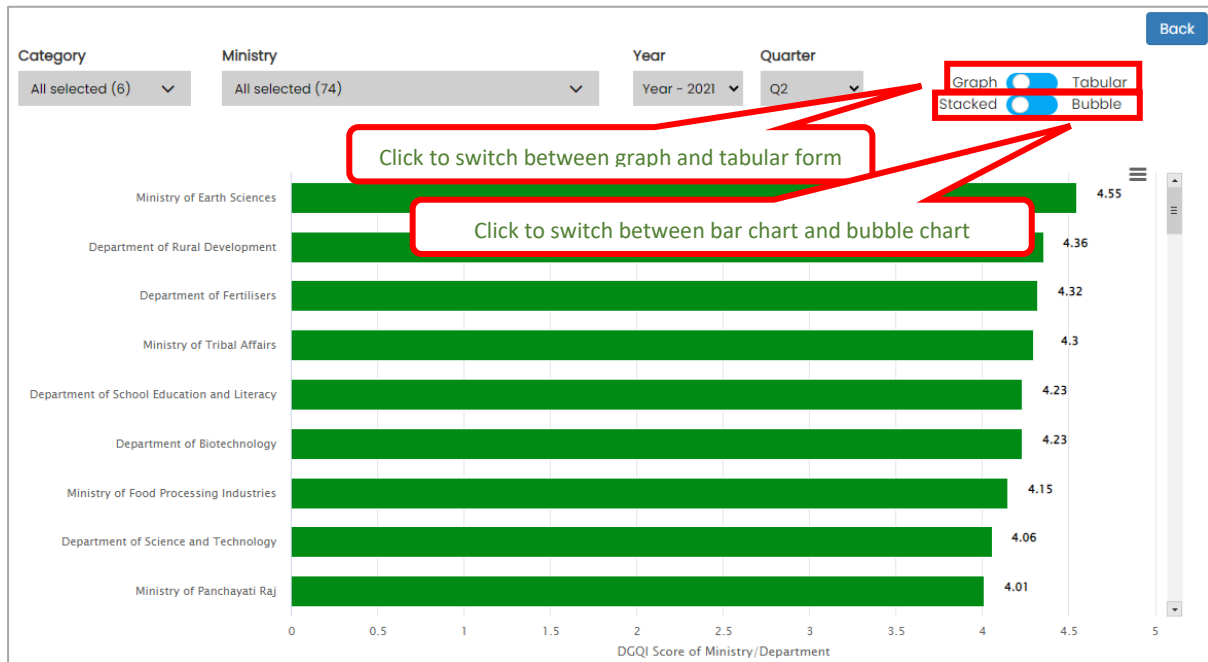 Back
Category
Ministry
Year
Quarter
All selected (6)
All selected (74)
Year - 2021
Q2
Graph
Tabular
Stacked
Bubble
Click to switch between graph and tabular form
Click to switch between bar chart and bubble chart
Ministry of Earth Sciences
4.55
Department of Rural Development
4.36
Department of Fertilisers
4.32
Ministry of Tribal Affairs
4.3
Department of School Education and Literacy
4.23
Department of Biotechnology
4.23
Ministry of Food Processing Industries
4.15
Department of Science and Technology
4.06
Ministry of Panchayati Raj
4.01
0 0.5 1 1.5 2 2.5 3 3.5 4 4.5 5
DGQI Score of Ministry/Department